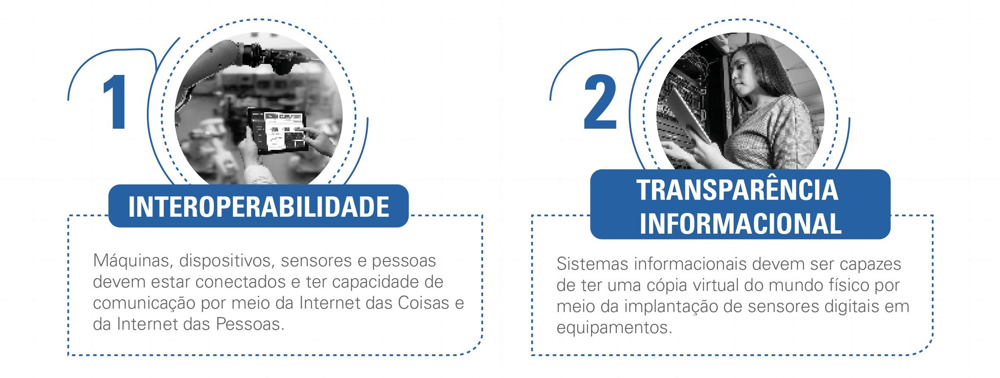 1
INTEROPERABILIDADE
Máquinas, dispositivos, sensores e pessoas
devem estar conectados e ter capacidade de
comunicação por meio da Internet das Coisas e
da Internet das Pessoas.
2
TRANSPARÊNCIA
INFORMACIONAL
Sistemas informacionais devem ser capazes
de ter uma cópia virtual do mundo físico por
meio da implantação de sensores digitais em
equipamentos.